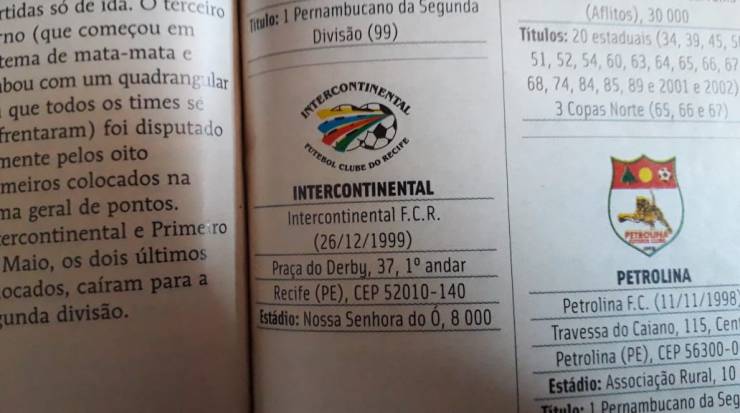 rtidas só de ida. O terceiro
rno (que começou em
tema de mata-mata e
bou com um quadrangular
que todos os times se
frentaram) foi disputado
mente pelos oito
meiros colocados na
ma geral de pontos.
tercontinental e Primeiro
Maio, os dois últimos
locados, caíram para a
gunda divisão.
Título: 1 Pernambucano da Segunda
Divisão (99)
INTERCONTINENTAL
FUTEBOL CLUBE DO RECIFE
INTERCONTINENTAL
Intercontinental F.C.R.
(26/12/1999)
Praça do Derby, 37, 1º andar
Recife (PE), CEP 52010-140
Estádio: Nossa Senhora do Ó, 8 000
(Aflitos), 30 000
Títulos: 20 estaduais (34, 39, 45, 5
51, 52, 54, 60, 63, 64, 65, 66, 67
68, 74, 84, 85, 89 e 2001 e 2002)
3 Copas Norte (65, 66 e 67)
PETROLINA
PETROLINA
Petrolina F.C. (11/11/1998)
Travessa do Caiano, 115, Cent
Petrolina (PE), CEP 56300-0
Estádio: Associação Rural, 10
Título: 1 Pernambucano da Seg